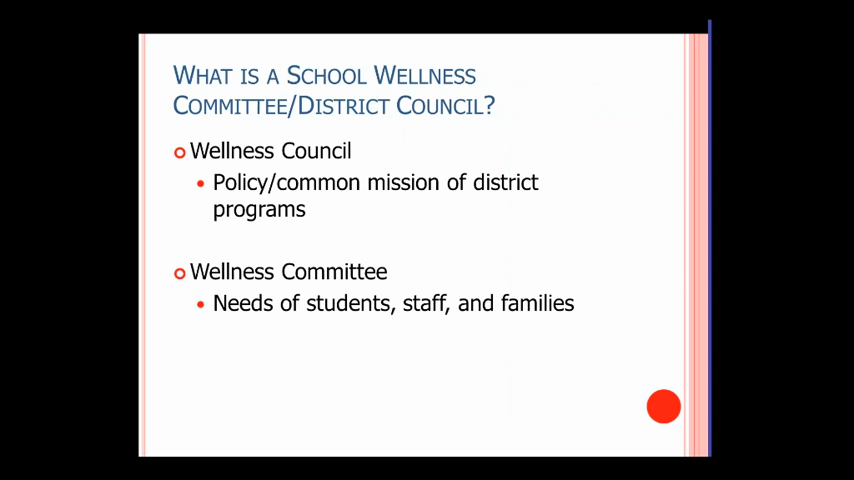 What is a School Wellness
Committee/District Council?
Wellness Council
Policy/common mission of district
programs
Wellness Committee
Needs of students, staff, and families